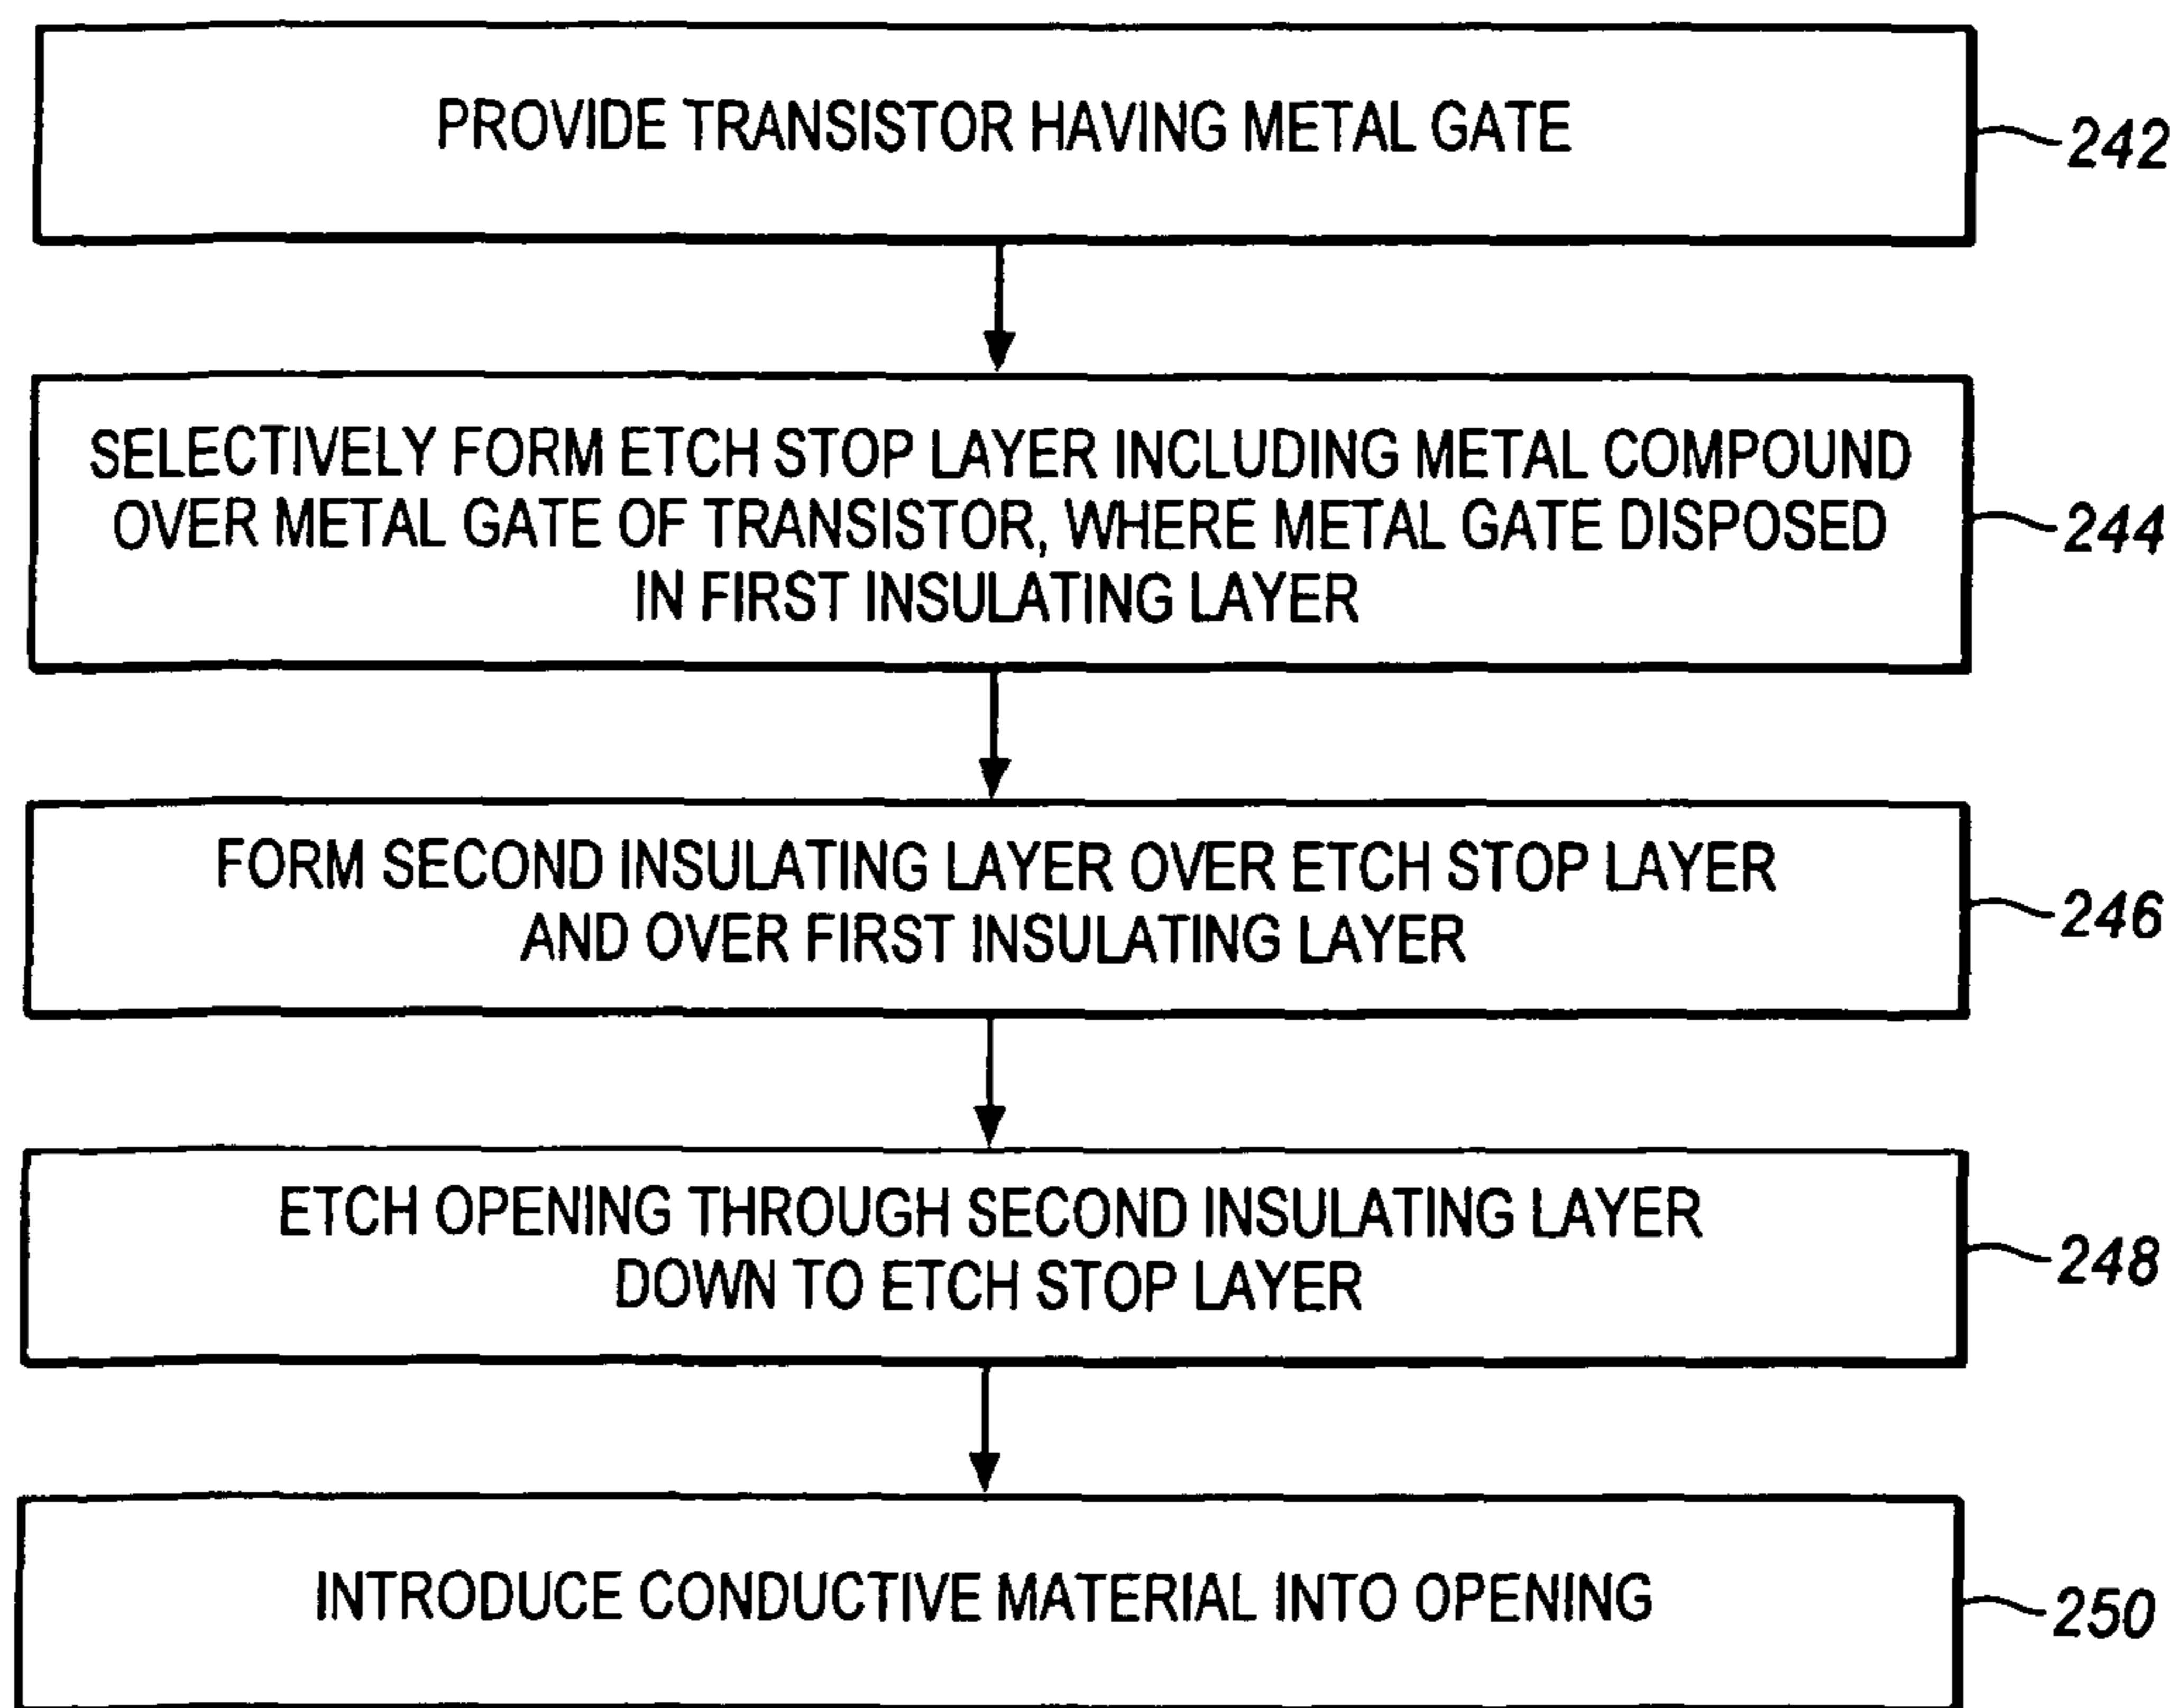 PROVIDE TRANSISTOR HAVING METAL GATE
242
SELECTIVELY FORM ETCH STOP LAYER INCLUDING METAL COMPOUND
OVER METAL GATE OF TRANSISTOR, WHERE METAL GATE DISPOSED
IN FIRST INSULATING LAYER
244
FORM SECOND INSULATING LAYER OVER ETCH STOP LAYER
AND OVER FIRST INSULATING LAYER
246
ETCH OPENING THROUGH SECOND INSULATING LAYER
DOWN TO ETCH STOP LAYER
248
INTRODUCE CONDUCTIVE MATERIAL INTO OPENING
250